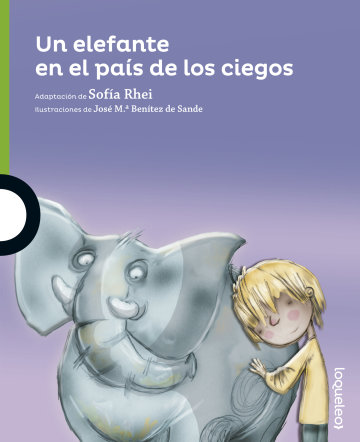 Un elefante
en el país de los ciegos
Adaptación de Sofía Rhei
Ilustraciones de José M.ª Benítez de Sande
loqueleo}